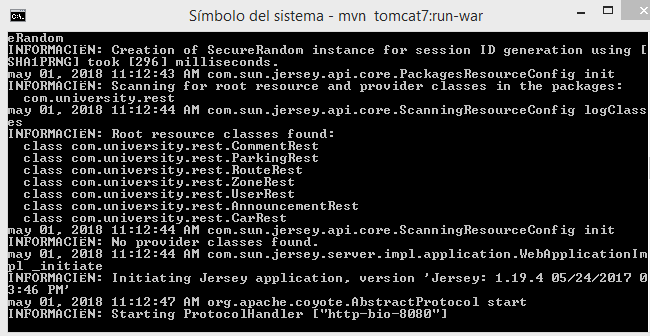 Símbolo del sistema - mvn  tomcat7:run-war
eRandom
INFORMACIËN: Creation of SecureRandom instance for session ID generation using [
SHA1PRNG] took [296] milliseconds.
may 01, 2018 11:12:43 AM com.sun.jersey.api.core.PackagesResourceConfig init
INFORMACIËN: Scanning for root resource and provider classes in the packages:
  com.university.rest
may 01, 2018 11:12:44 AM com.sun.jersey.api.core.ScanningResourceConfig logClass
es
INFORMACIËN: Root resource classes found:
  class com.university.rest.CommentRest
  class com.university.rest.ParkingRest
  class com.university.rest.RouteRest
  class com.university.rest.ZoneRest
  class com.university.rest.UserRest
  class com.university.rest.AnnouncementRest
  class com.university.rest.CarRest
may 01, 2018 11:12:44 AM com.sun.jersey.api.core.ScanningResourceConfig init
INFORMACIËN: No provider classes found.
may 01, 2018 11:12:44 AM com.sun.jersey.server.impl.application.WebApplicationIm
pl _initiate
INFORMACIËN: Initiating Jersey application, version 'Jersey: 1.19.4 05/24/2017 0
3:46 PM'
may 01, 2018 11:12:47 AM org.apache.coyote.AbstractProtocol start
INFORMACIËN: Starting ProtocolHandler ["http-bio-8080"]